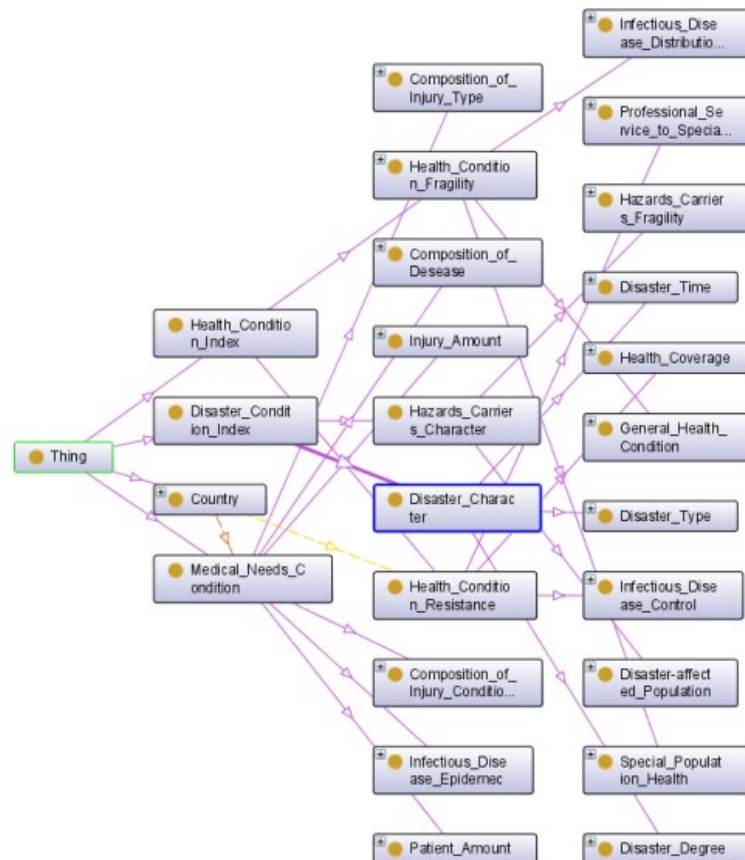 Thing
Health_Conditio
n_Index
Disaster_Condit
ion_Index
Country
Medical_Needs_C
ondition
Composition_of_
Injury_Type
Health_Conditio
n_Fragility
Composition_of_
Desease
Injury_Amount
Hazards_Carrier
s_Character
Disaster_Charac
ter
Health_Conditio
n_Resistance
Composition_of_
Injury_Conditio...
Infectious_Dise
ase_Epidemec
Patient_Amount
Infectious_Dise
ase_Distributio...
Professional_Se
rvice_to_Specia...
Hazards_Carrier
s_Fragility
Disaster_Time
Health_Coverage
General_Health_
Condition
Disaster_Type
Infectious_Dise
ase_Control
Disaster-affect
ed_Population
Special_Populat
ion_Health
Disaster_Degree